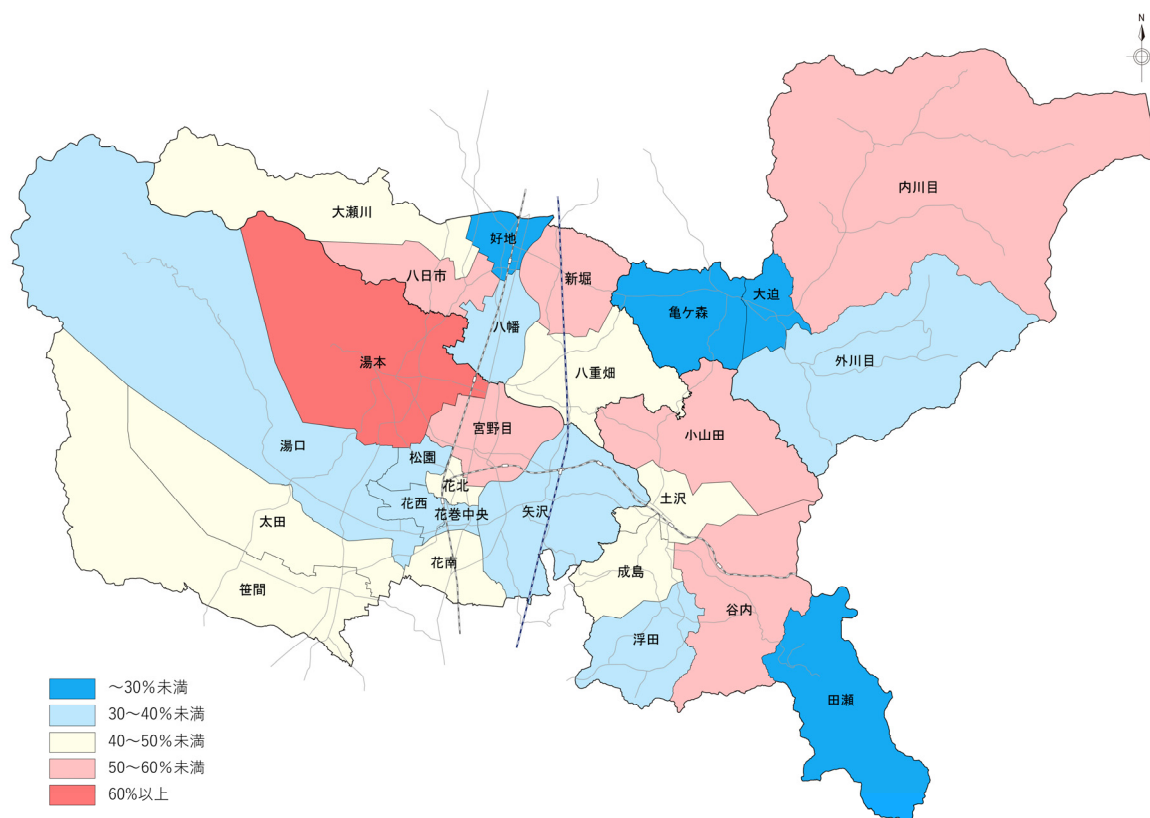 N
内川目
大瀬川
好地
八日市
新堀
大迫
亀ケ森
八幡
外川目
湯本
八重畑
宮野目
小山田
湯口
松園
花北
土沢
花西
花巻中央
矢沢
太田
花南
成島
笹間
谷内
浮田
田瀬
～30%未満
30～40%未満
40～50%未満
50～60%未満
60%以上